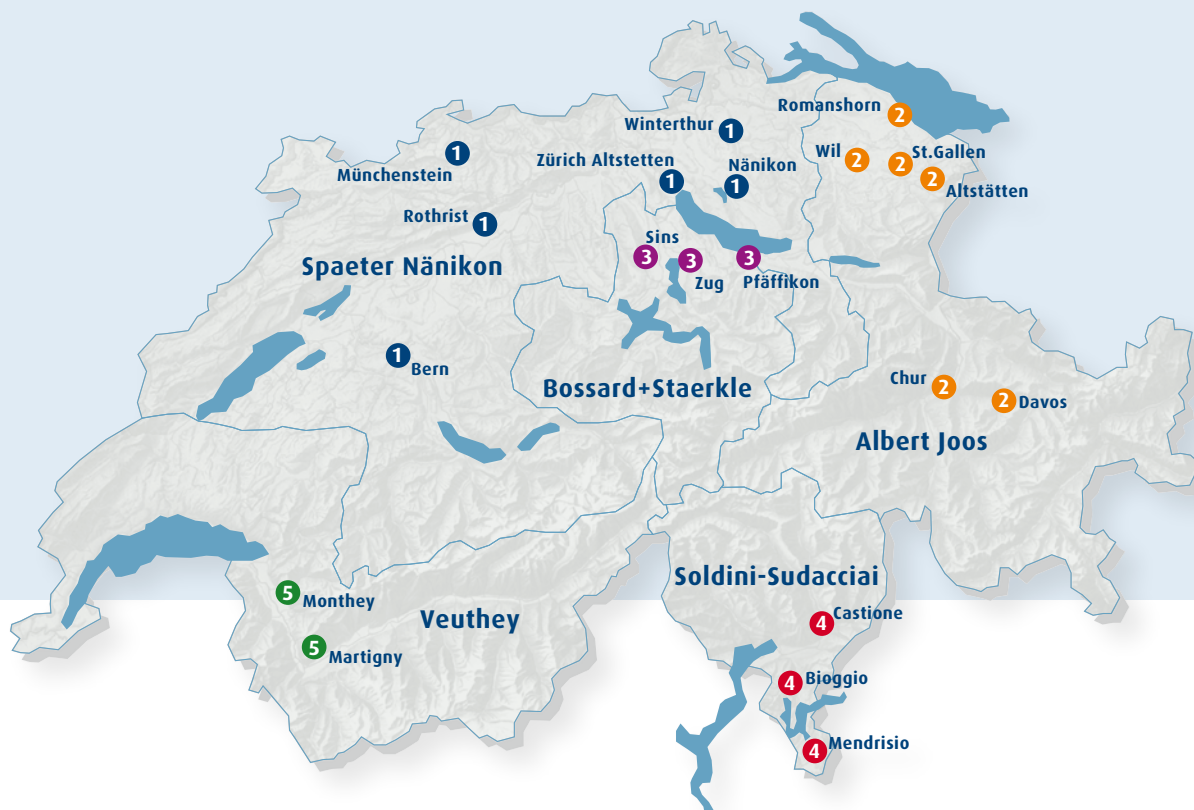 Romanshorn
2
Winterthur
1
Wil
2
St.Gallen
2
Münchenstein
1
Zürich Altstetten
1
Nänikon
1
Altstätten
2
Rothrist
1
Sins
3
Zug
3
Pfäffikon
3
Spaeter Nänikon
Bern
1
Bossard+Staerkle
Chur
2
Davos
2
Albert Joos
Soldini-Sudacciai
Monthey
5
Veuthey
Castione
4
Martigny
5
Bioggio
4
Mendrisio
4